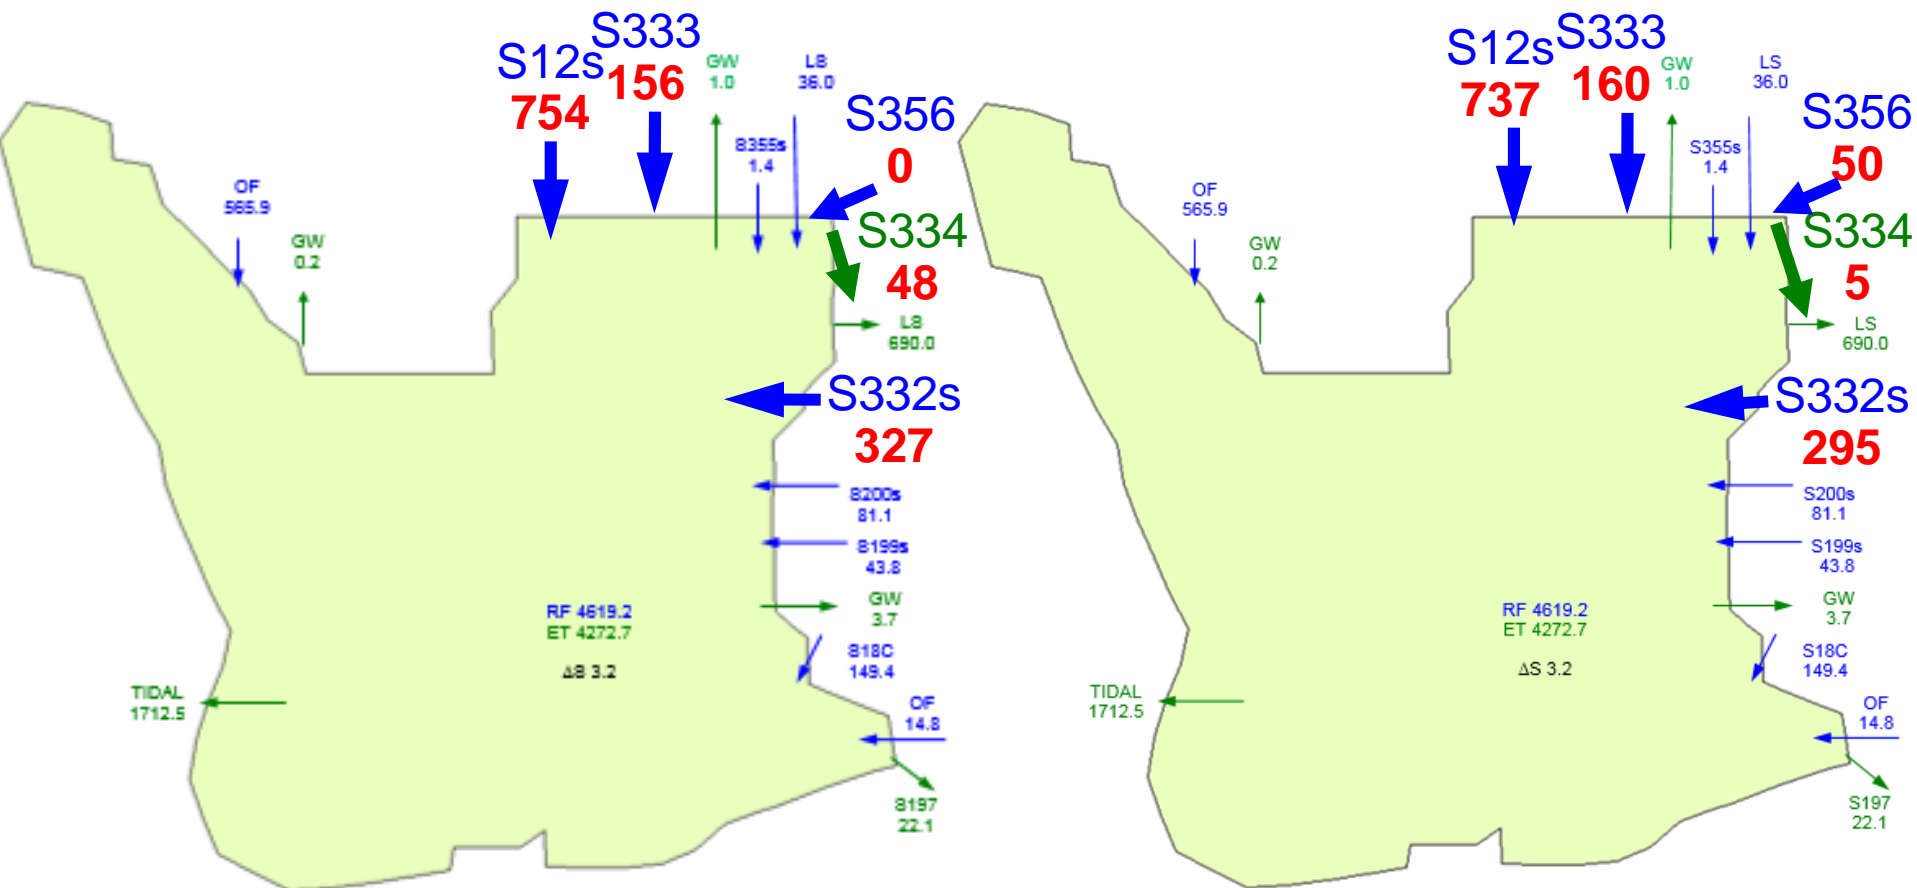 S12s
754
S333
156
GW
1.0
LS
36.0
S356
0
S355s
1.4
S334
48
OF
565.9
GW
0.2
LS
690.0
S332s
327
S200s
81.1
S199s
43.8
RF 4619.2
ET 4272.7
ΔS 3.2
GW
3.7
S18C
149.4
TIDAL
1712.5
OF
14.8
S197
22.1
S12s
737
S333
160
GW
1.0
LS
36.0
S356
50
S355s
1.4
S334
5
OF
565.9
GW
0.2
LS
690.0
S332s
295
S200s
81.1
S199s
43.8
RF 4619.2
ET 4272.7
ΔS 3.2
GW
3.7
S18C
149.4
TIDAL
1712.5
OF
14.8
S197
22.1